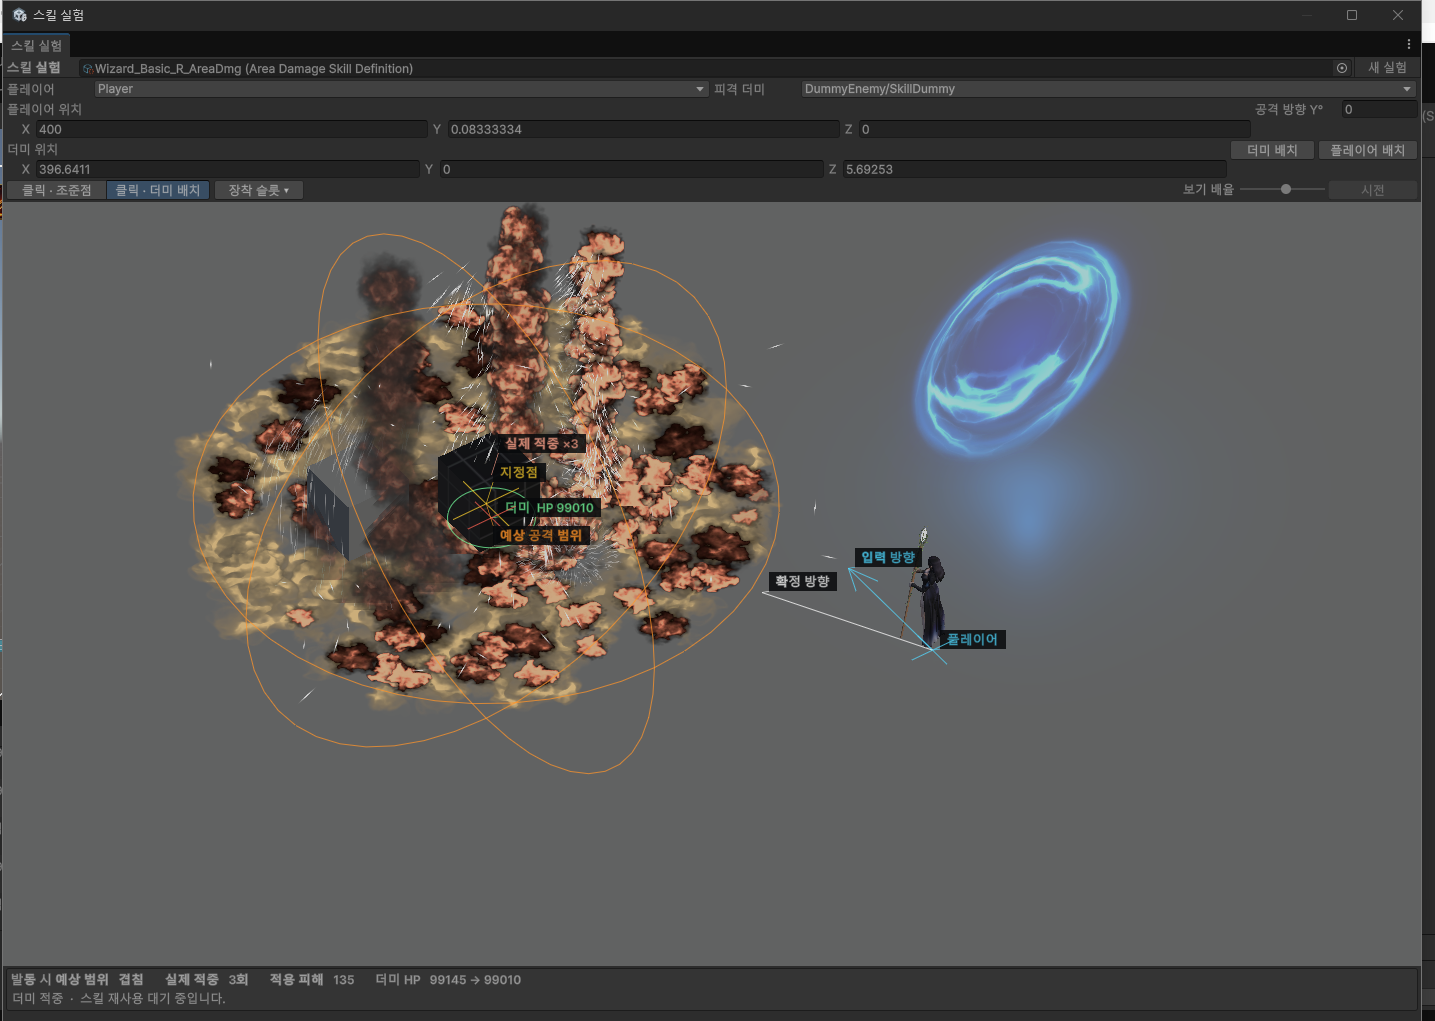 스킬 실험
스킬 실험
스킬 실험 Wizard_Basic_R_AreaDmg (Area Damage Skill Definition) 새 실험
플레이어 Player 피격 더미 DummyEnemy/SkillDummy
플레이어 위치 공격 방향 Y° 0
X 400 Y 0.08333334 Z 0
더미 위치 더미 배치 플레이어 배치
X 396.6411 Y 0 Z 5.69253
클릭 · 조준점 클릭 · 더미 배치 장착 슬롯 ▾ 보기 배율 시전
실제 적중 ×3
지정점
더미 HP 99010
예상 공격 범위
입력 방향
확정 방향
플레이어
발동 시 예상 범위 겹침 실제 적중 3회 적용 피해 135 더미 HP 99145 → 99010
더미 적중 · 스킬 재사용 대기 중입니다.